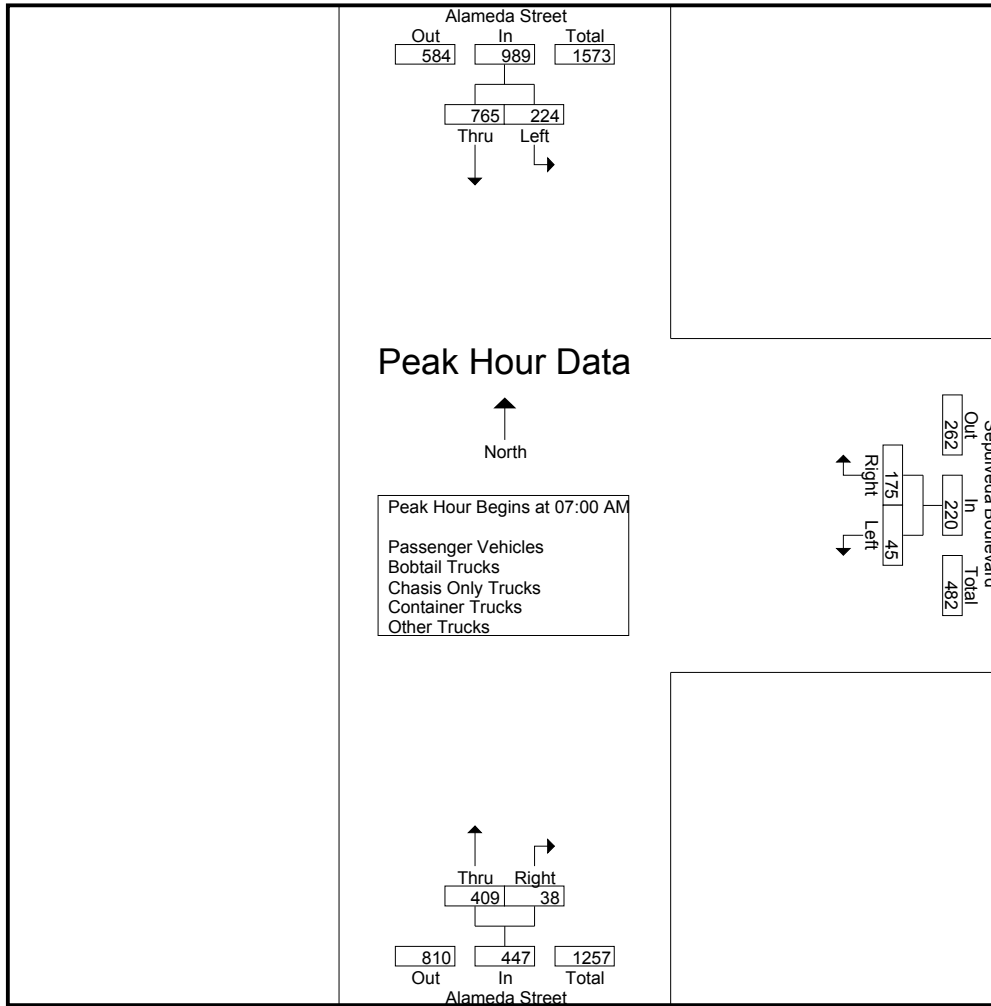 Alameda Street
Out In Total
584 989 1573
765 224
Thru Left
Peak Hour Data
North
Peak Hour Begins at 07:00 AM
Passenger Vehicles
Bobtail Trucks
Chasis Only Trucks
Container Trucks
Other Trucks
Sepulveda Boulevard
Out In Total
262 220 482
175 45
Right Left
Thru Right
409 38
810 447 1257
Out In Total
Alameda Street